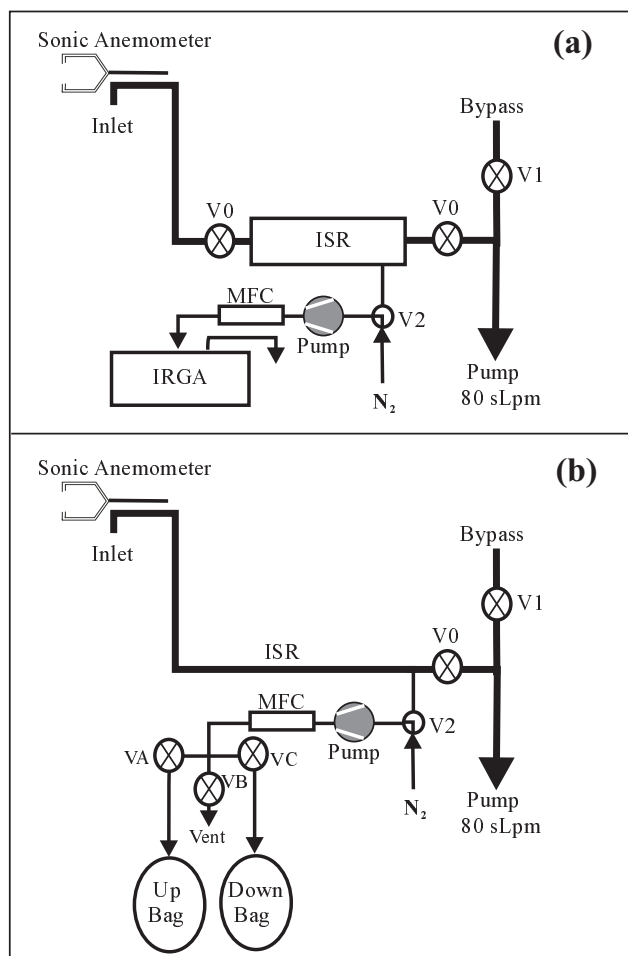 Sonic Anemometer
(a)
Bypass
Inlet
V1
V0
V0
ISR
MFC
V2
Pump
IRGA
N2
Pump
80 sLpm
Sonic Anemometer
(b)
Bypass
Inlet
V1
V0
ISR
MFC
V2
Pump
VA
VC
VB
N2
Pump
80 sLpm
Vent
Up
Bag
Down
Bag